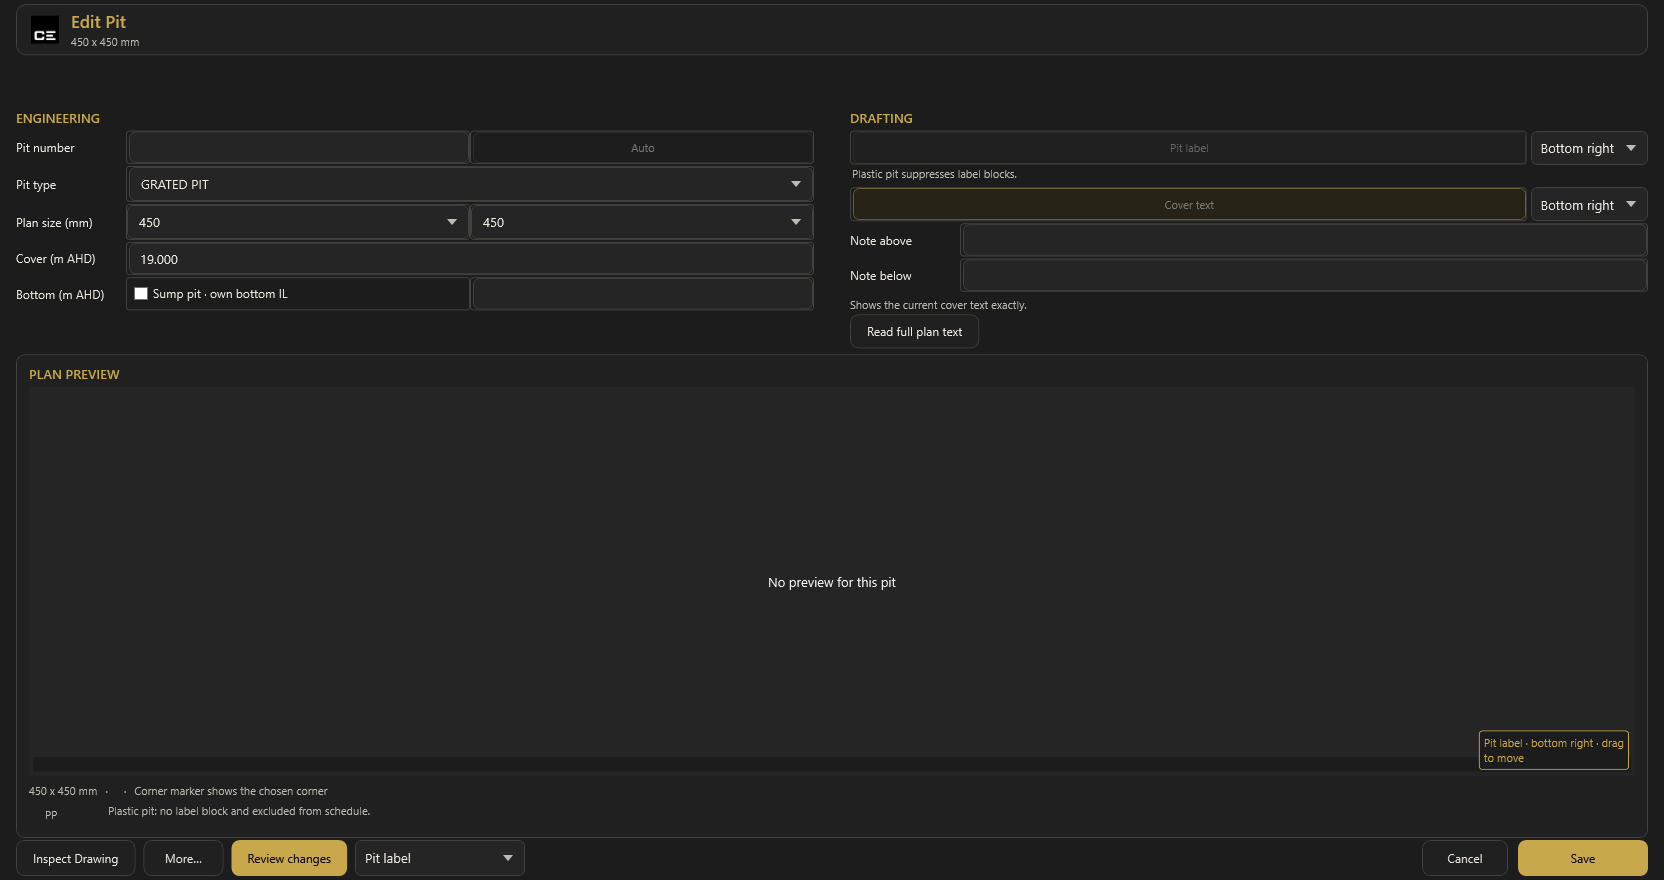 CE
Edit Pit
450 x 450 mm
ENGINEERING
Pit number
Auto
Pit type
GRATED PIT
Plan size (mm)
450
450
Cover (m AHD)
19.000
Bottom (m AHD)
Sump pit · own bottom IL
DRAFTING
Pit label
Bottom right
Plastic pit suppresses label blocks.
Cover text
Bottom right
Note above
Note below
Shows the current cover text exactly.
Read full plan text
PLAN PREVIEW
No preview for this pit
Pit label · bottom right · drag
to move
450 x 450 mm · · Corner marker shows the chosen corner
PP
Plastic pit: no label block and excluded from schedule.
Inspect Drawing
More...
Review changes
Pit label
Cancel
Save